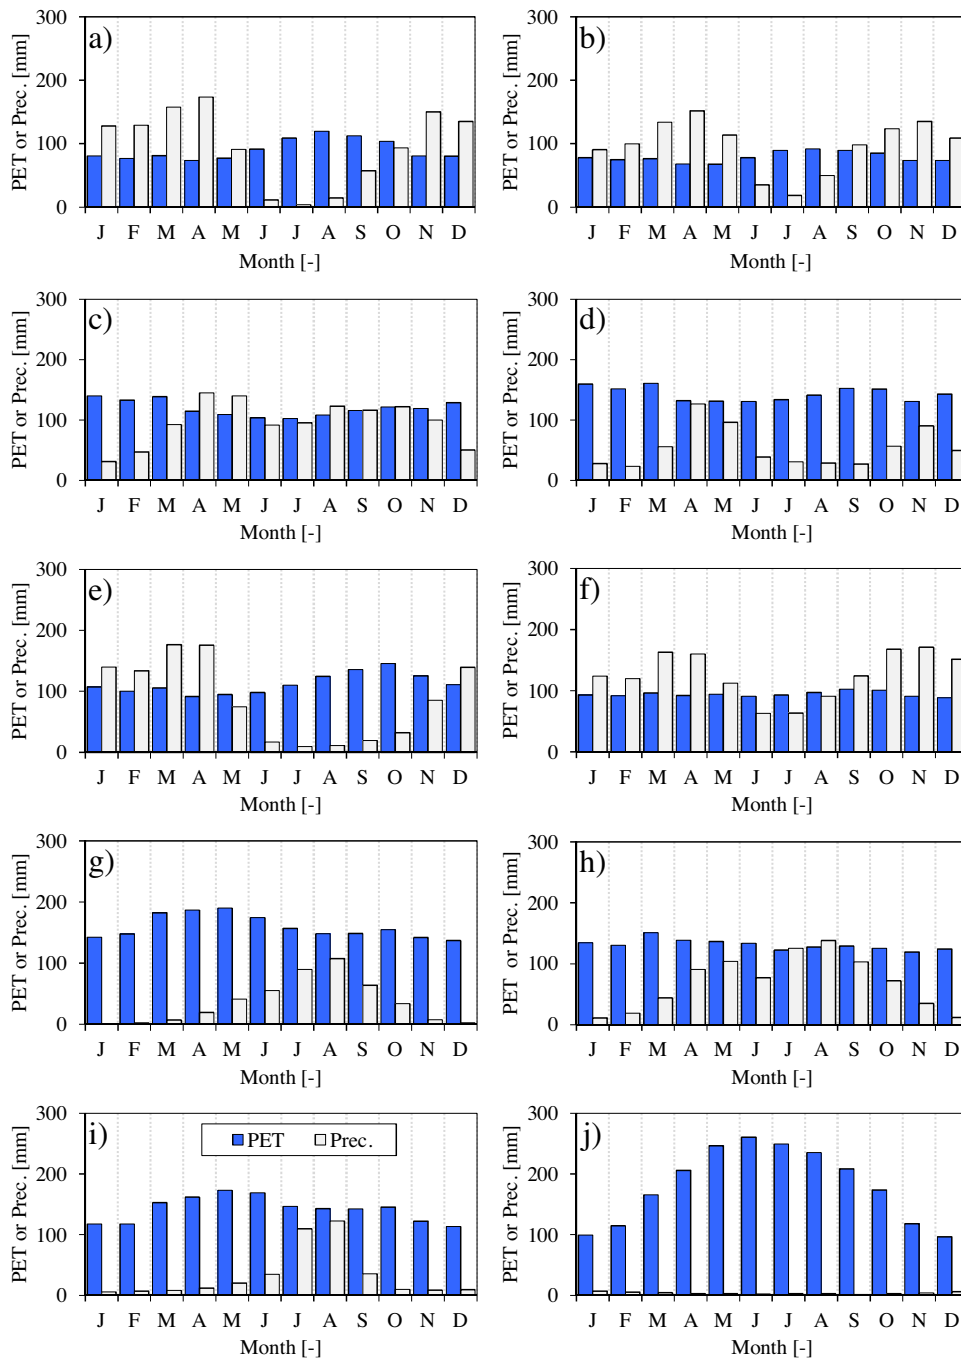 a)
PET or Prec. [mm]
300
200
100
0
J F M A M J J A S O N D
Month [-]
b)
PET or Prec. [mm]
300
200
100
0
J F M A M J J A S O N D
Month [-]
c)
PET or Prec. [mm]
300
200
100
0
J F M A M J J A S O N D
Month [-]
d)
PET or Prec. [mm]
300
200
100
0
J F M A M J J A S O N D
Month [-]
e)
PET or Prec. [mm]
300
200
100
0
J F M A M J J A S O N D
Month [-]
f)
PET or Prec. [mm]
300
200
100
0
J F M A M J J A S O N D
Month [-]
g)
PET or Prec. [mm]
300
200
100
0
J F M A M J J A S O N D
Month [-]
h)
PET or Prec. [mm]
300
200
100
0
J F M A M J J A S O N D
Month [-]
i)
PET Prec.
PET or Prec. [mm]
300
200
100
0
J F M A M J J A S O N D
Month [-]
j)
PET or Prec. [mm]
300
200
100
0
J F M A M J J A S O N D
Month [-]